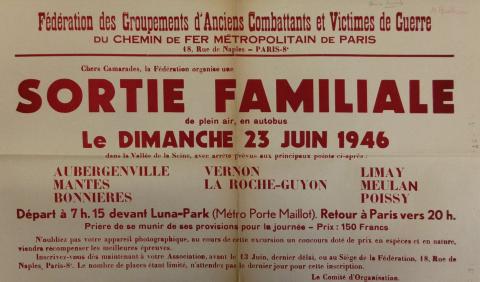 Fédération des Groupements d'Anciens Combattants et Victimes de Guerre
DU CHEMIN DE FER MÉTROPOLITAIN DE PARIS
48, Rue de Naples — PARIS-8e
Chers Camarades, la Fédération organise une
SORTIE FAMILIALE
de plein air, en autobus
Le DIMANCHE 23 JUIN 1946
dans la Vallée de la Seine, avec arrêts prévus aux principaux points ci-après :
AUBERGENVILLE VERNON LIMAY
MANTES LA ROCHE-GUYON MEULAN
BONNIERES POISSY
Départ à 7 h. 15 devant Luna-Park (Métro Porte Maillot). Retour à Paris vers 20 h.
Prière de se munir de ses provisions pour la journée - Prix : 150 Francs
N'oubliez pas votre appareil photographique, au cours de cette excursion un concours doté de prix en espèces et en nature,
viendra récompenser les meilleures épreuves.
Inscrivez-vous dès maintenant à votre Association, avant le 13 Juin, dernier délai, ou au Siège de la Fédération, 48, Rue de
Naples, Paris-8e. Le nombre de places étant limité, n'attendez pas le dernier jour pour cette inscription.
Le Comité d'Organisation.